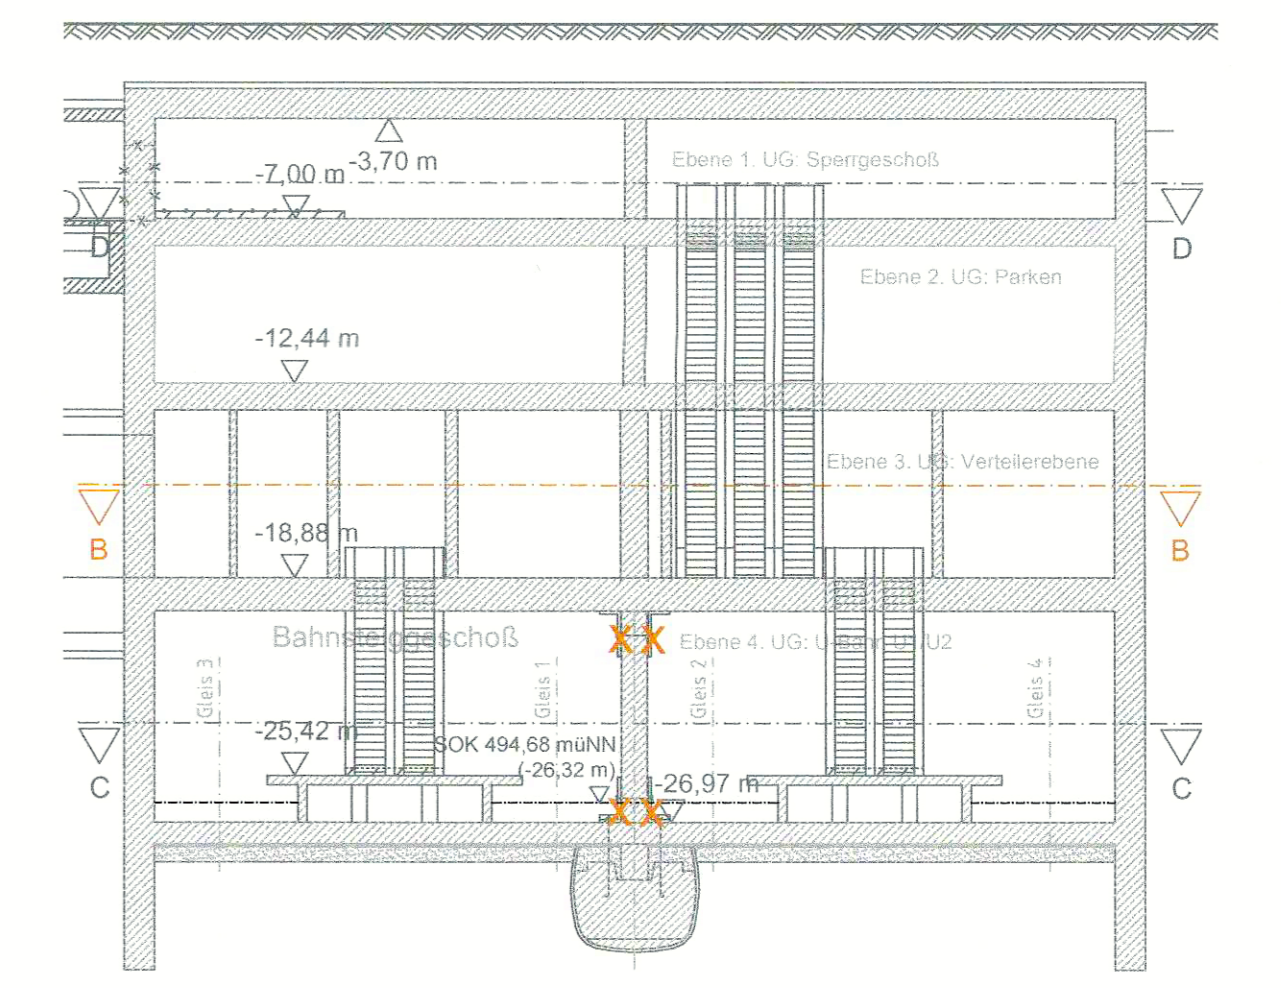 -3,70 m
Ebene 1. UG: Sperrgeschoß
-7,00 m
D
D
Ebene 2. UG: Parken
-12,44 m
Ebene 3. UG: Verteilerebene
B
B
-18,88 m
Bahnsteiggeschoß
X X
Ebene 4. UG: U-Bahn U1/U2
Gleis 3
Gleis 1
Gleis 2
Gleis 4
-25,42 m
SOK 494,68 müNN
(-26,32 m)
-26,97 m
C
C
X X